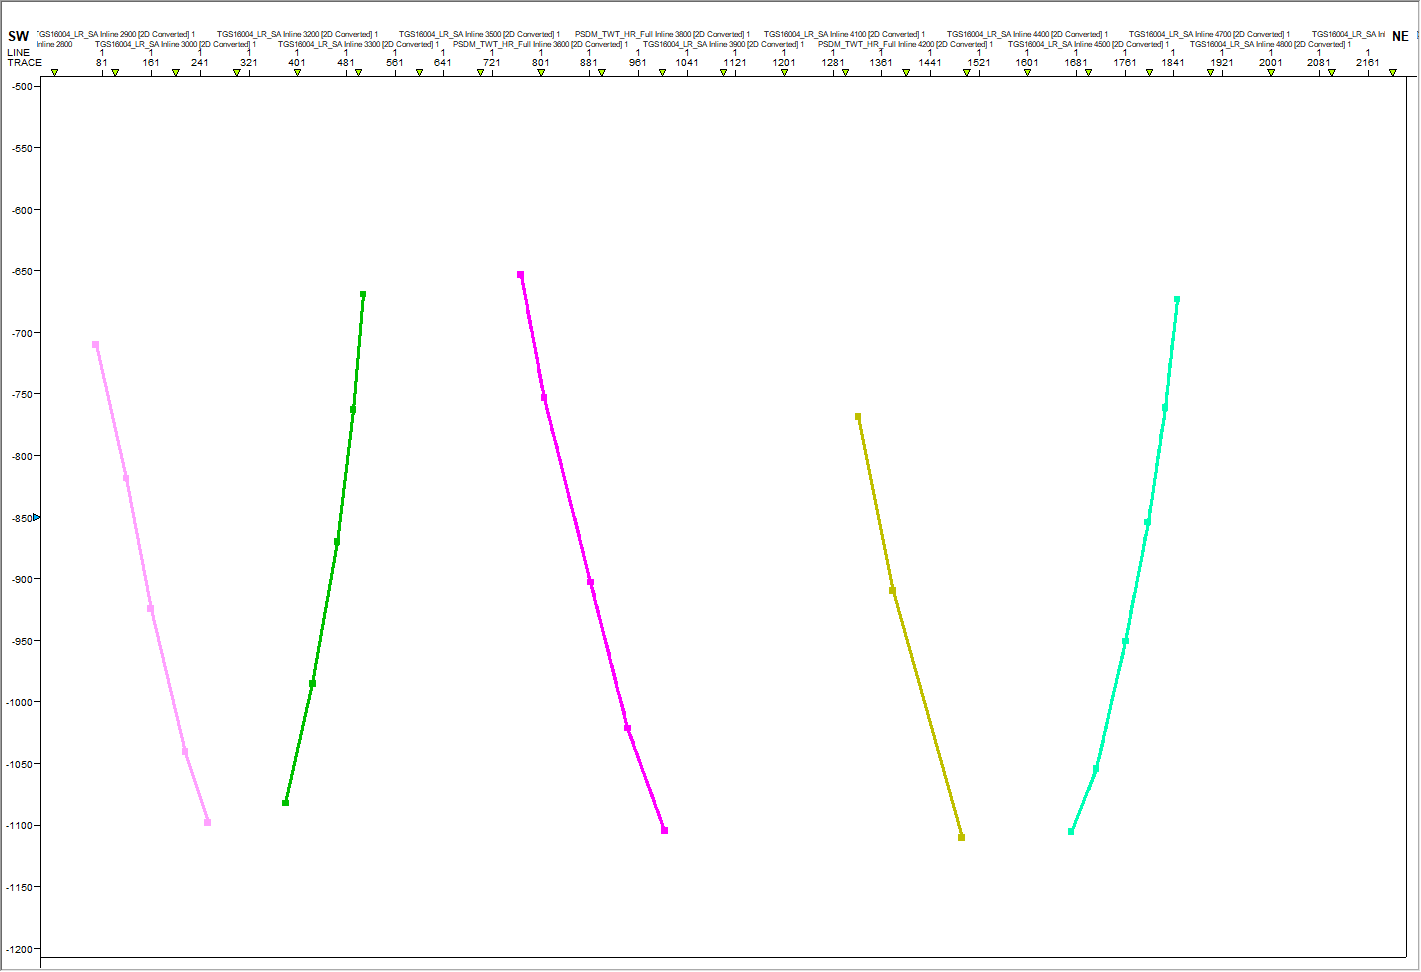 SW
NE
'GS16004_LR_SA Inline 2900 [2D Converted] 1 TGS16004_LR_SA Inline 3200 [2D Converted] 1 TGS16004_LR_SA Inline 3500 [2D Converted] 1 PSDM_TWT_HR_Full Inline 3800 [2D Converted] 1 TGS16004_LR_SA Inline 4100 [2D Converted] 1 TGS16004_LR_SA Inline 4400 [2D Converted] 1 TGS16004_LR_SA Inline 4700 [2D Converted] 1 TGS16004_LR_SA Inl
Inline 2800 TGS16004_LR_SA Inline 3000 [2D Converted] 1 TGS16004_LR_SA Inline 3300 [2D Converted] 1 PSDM_TWT_HR_Full Inline 3600 [2D Converted] 1 TGS16004_LR_SA Inline 3900 [2D Converted] 1 PSDM_TWT_HR_Full Inline 4200 [2D Converted] 1 TGS16004_LR_SA Inline 4500 [2D Converted] 1 TGS16004_LR_SA Inline 4800 [2D Converted] 1
LINE 1 1 1 1 1 1 1 1 1 1 1 1 1 1 1 1 1 1 1 1 1 1 1 1 1 1 1
TRACE 81 161 241 321 401 481 561 641 721 801 881 961 1041 1121 1201 1281 1361 1441 1521 1601 1681 1761 1841 1921 2001 2081 2161
-500
-550
-600
-650
-700
-750
-800
-850
-900
-950
-1000
-1050
-1100
-1150
-1200